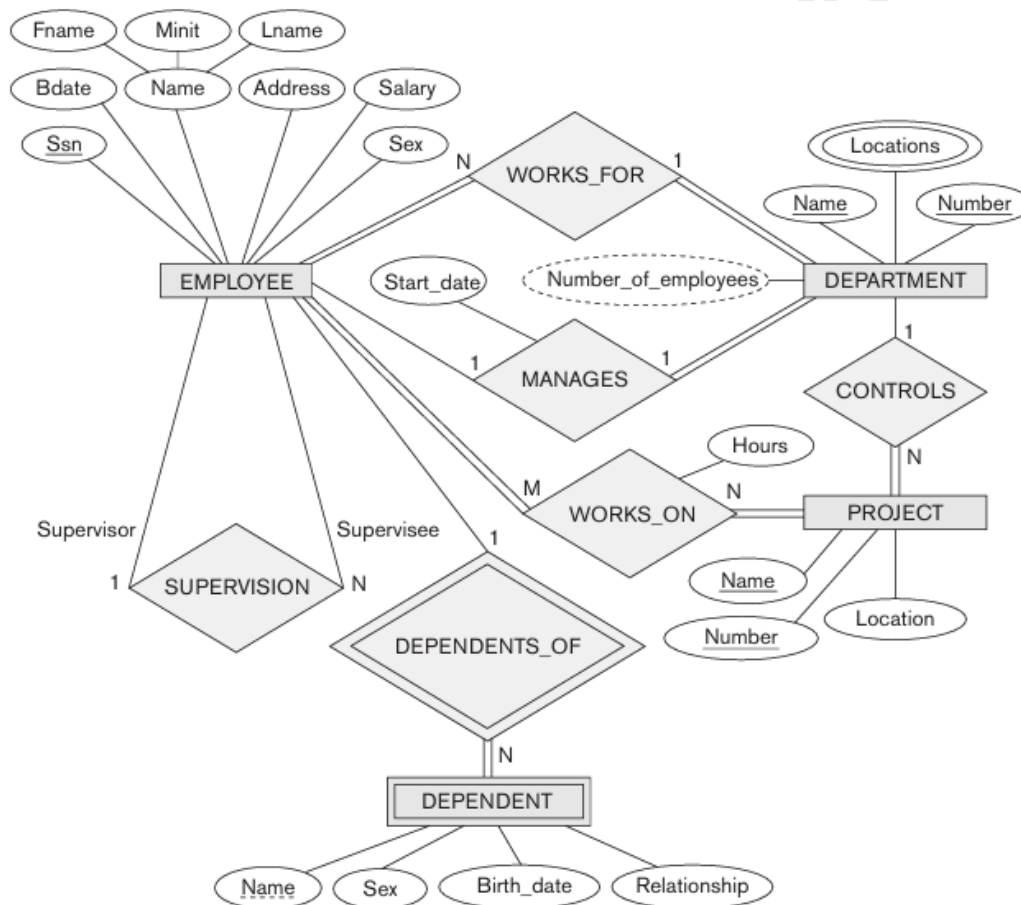 Fname
Minit
Lname
Bdate
Name
Address
Salary
Ssn
Sex
N
WORKS_FOR
1
Locations
Name
Number
EMPLOYEE
Start_date
Number_of_employees
DEPARTMENT
1
MANAGES
1
1
CONTROLS
N
Hours
M
WORKS_ON
N
PROJECT
Supervisor
Supervisee
1
SUPERVISION
N
1
Name
Number
Location
DEPENDENTS_OF
N
DEPENDENT
Name
Sex
Birth_date
Relationship